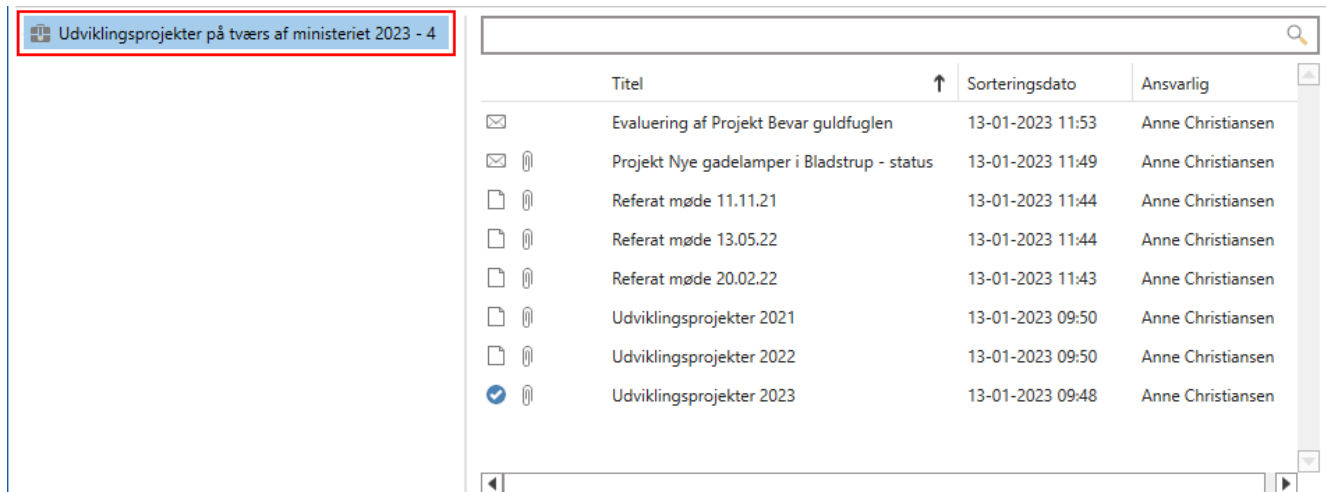 Udviklingsprojekter på tværs af ministeriet 2023 - 4
Titel Sorteringsdato Ansvarlig
Evaluering af Projekt Bevar guldfuglen 13-01-2023 11:53 Anne Christiansen
Projekt Nye gadelamper i Bladstrup - status 13-01-2023 11:49 Anne Christiansen
Referat møde 11.11.21 13-01-2023 11:44 Anne Christiansen
Referat møde 13.05.22 13-01-2023 11:44 Anne Christiansen
Referat møde 20.02.22 13-01-2023 11:43 Anne Christiansen
Udviklingsprojekter 2021 13-01-2023 09:50 Anne Christiansen
Udviklingsprojekter 2022 13-01-2023 09:50 Anne Christiansen
Udviklingsprojekter 2023 13-01-2023 09:48 Anne Christiansen